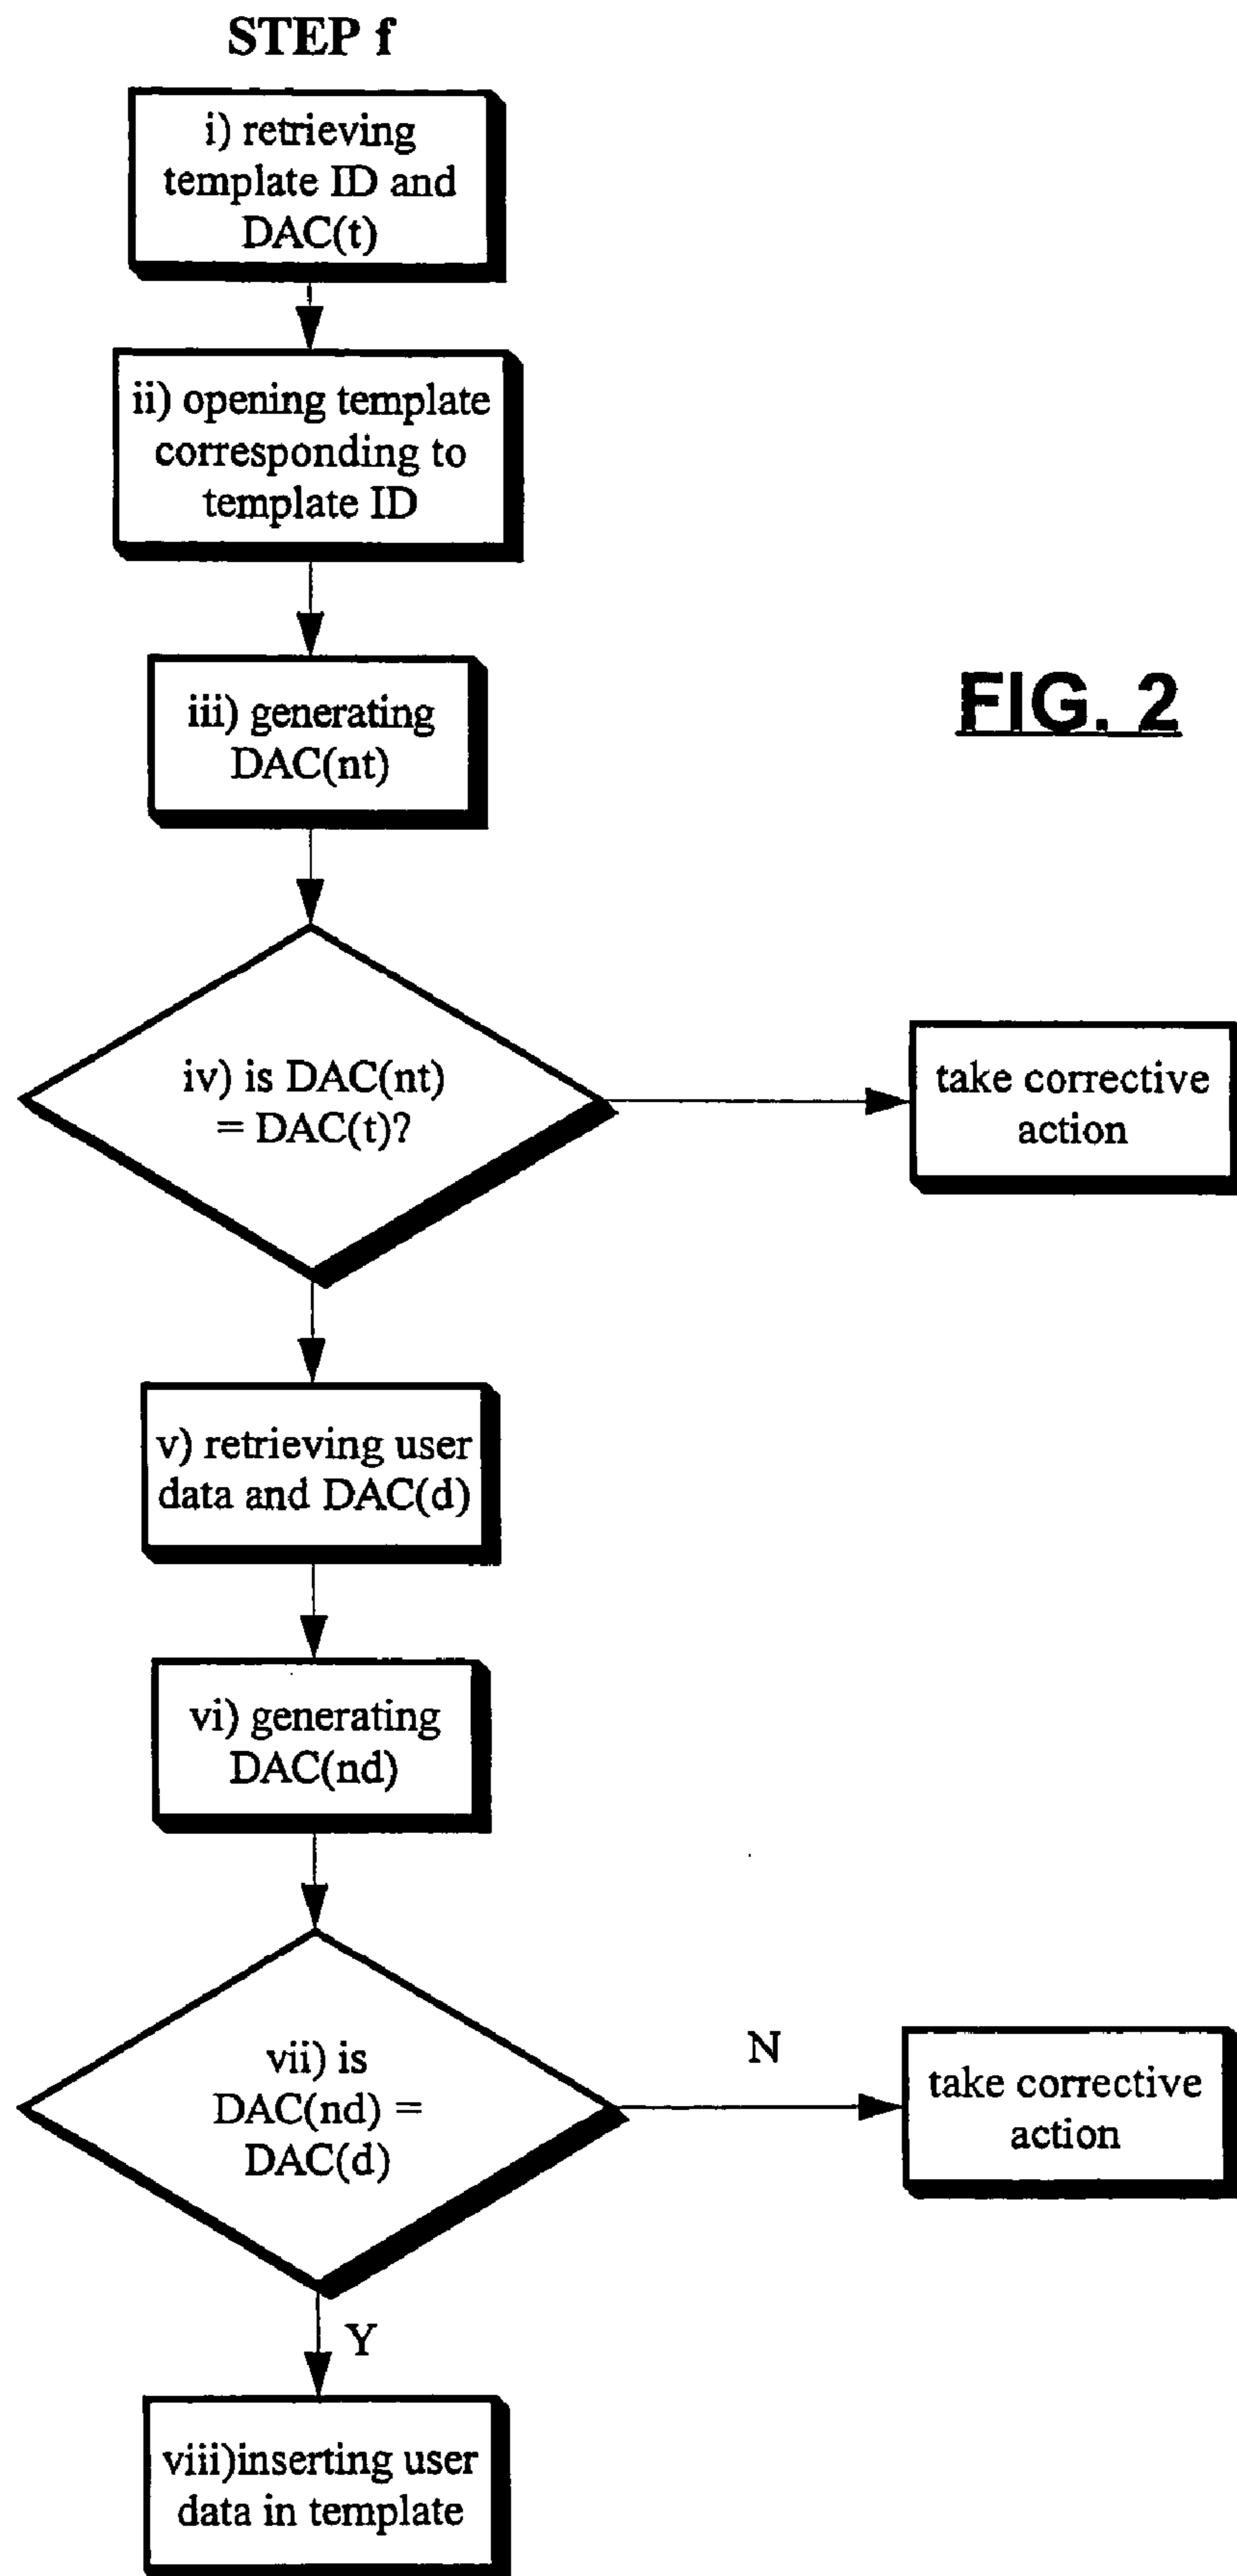 STEP f
i) retrieving
template ID and
DAC(t)
ii) opening template
corresponding to
template ID
iii) generating
DAC(nt)
FIG. 2
iv) is DAC(nt)
= DAC(t)?
take corrective
action
v) retrieving user
data and DAC(d)
vi) generating
DAC(nd)
vii) is
DAC(nd) =
DAC(d)
N
take corrective
action
Y
viii)inserting user
data in template